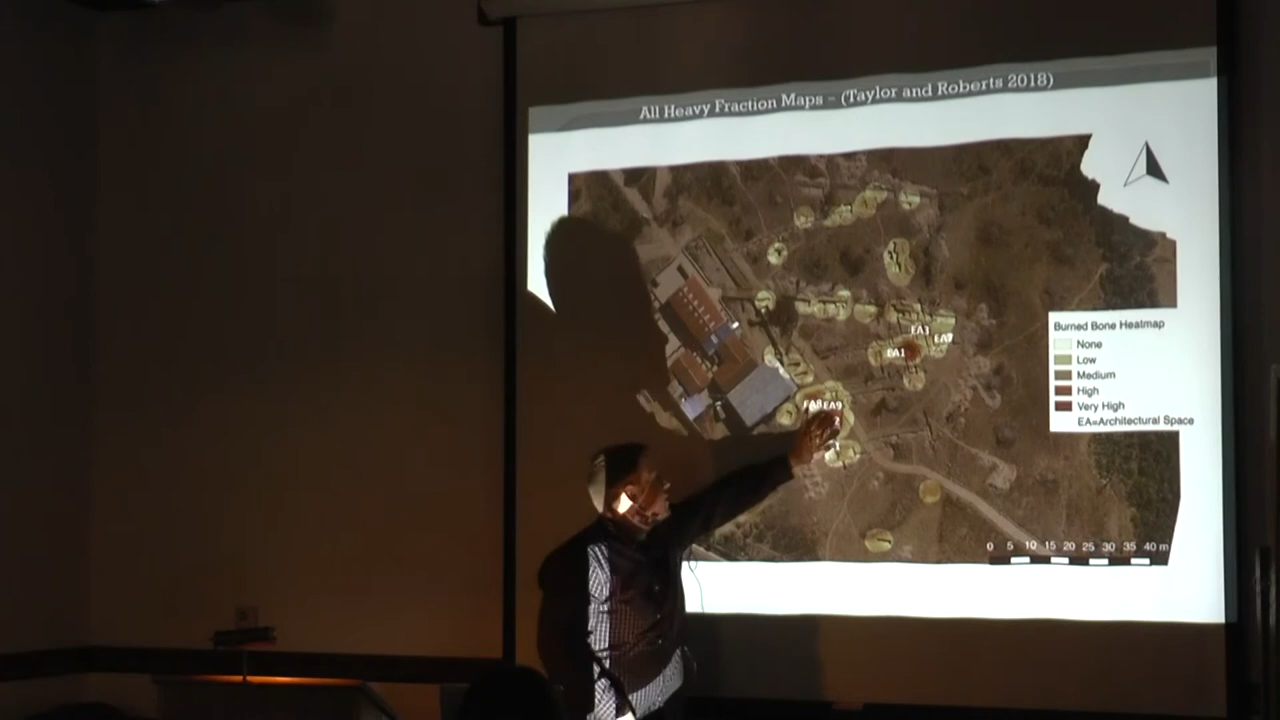 All Heavy Fraction Maps – (Taylor and Roberts 2018)
EA3
EA7
EA1
EA8
EA9
Burned Bone Heatmap
None
Low
Medium
High
Very High
EA=Architectural Space
0 5 10 15 20 25 30 35 40 m